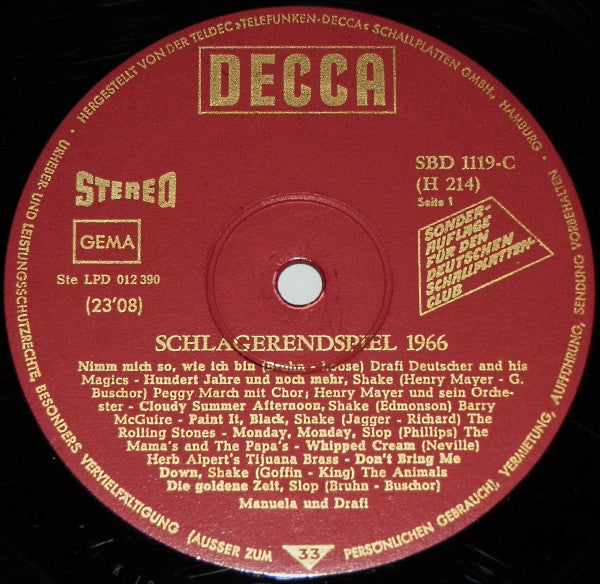 · HERGESTELLT VON DER TELDEC »TELEFUNKEN-DECCA« SCHALLPLATTEN GMBH., HAMBURG ·
URHEBER- UND LEISTUNGSSCHUTZRECHTE, BESONDERS VERVIELFÄLTIGUNG (AUSSER ZUM PERSÖNLICHEN GEBRAUCH), VERMIETUNG, AUFFÜHRUNG, SENDUNG VORBEHALTEN ·
DECCA
STEREO
GEMA
Ste LPD 012 390
(23'08)
SBD 1119-C
(H 214)
Seite 1
SONDER-
AUFLAGE
FÜR DEN
DEUTSCHEN
SCHALLPLATTEN-
CLUB
SCHLAGERENDSPIEL 1966
Nimm mich so, wie ich bin (Bruhn - Loose) Drafi Deutscher and his
Magics - Hundert Jahre und noch mehr, Shake (Henry Mayer - G.
Buschor) Peggy March mit Chor; Henry Mayer und sein Orche-
ster - Cloudy Summer Afternoon, Shake (Edmonson) Barry
McGuire - Paint It, Black, Shake (Jagger - Richard) The
Rolling Stones - Monday, Monday, Slop (Phillips) The
Mama's and The Papa's - Whipped Cream (Neville)
Herb Alpert's Tijuana Brass - Don't Bring Me
Down, Shake (Goffin - King) The Animals
Die goldene Zeit, Slop (Bruhn - Buschor)
Manuela und Drafi
33